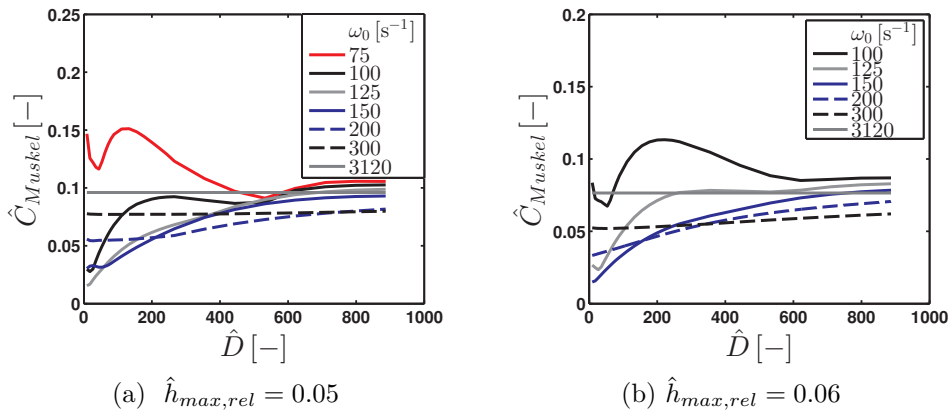 0.25
0.2
0.15
0.1
0.05
0
0 200 400 600 800 1000
Ĉ_Muskel [−]
D̂ [−]
ω₀ [s⁻¹]
75
100
125
150
200
300
3120
(a) ĥ_max,rel = 0.05
0.2
0.15
0.1
0.05
0
0 200 400 600 800 1000
Ĉ_Muskel [−]
D̂ [−]
ω₀ [s⁻¹]
100
125
150
200
300
3120
(b) ĥ_max,rel = 0.06